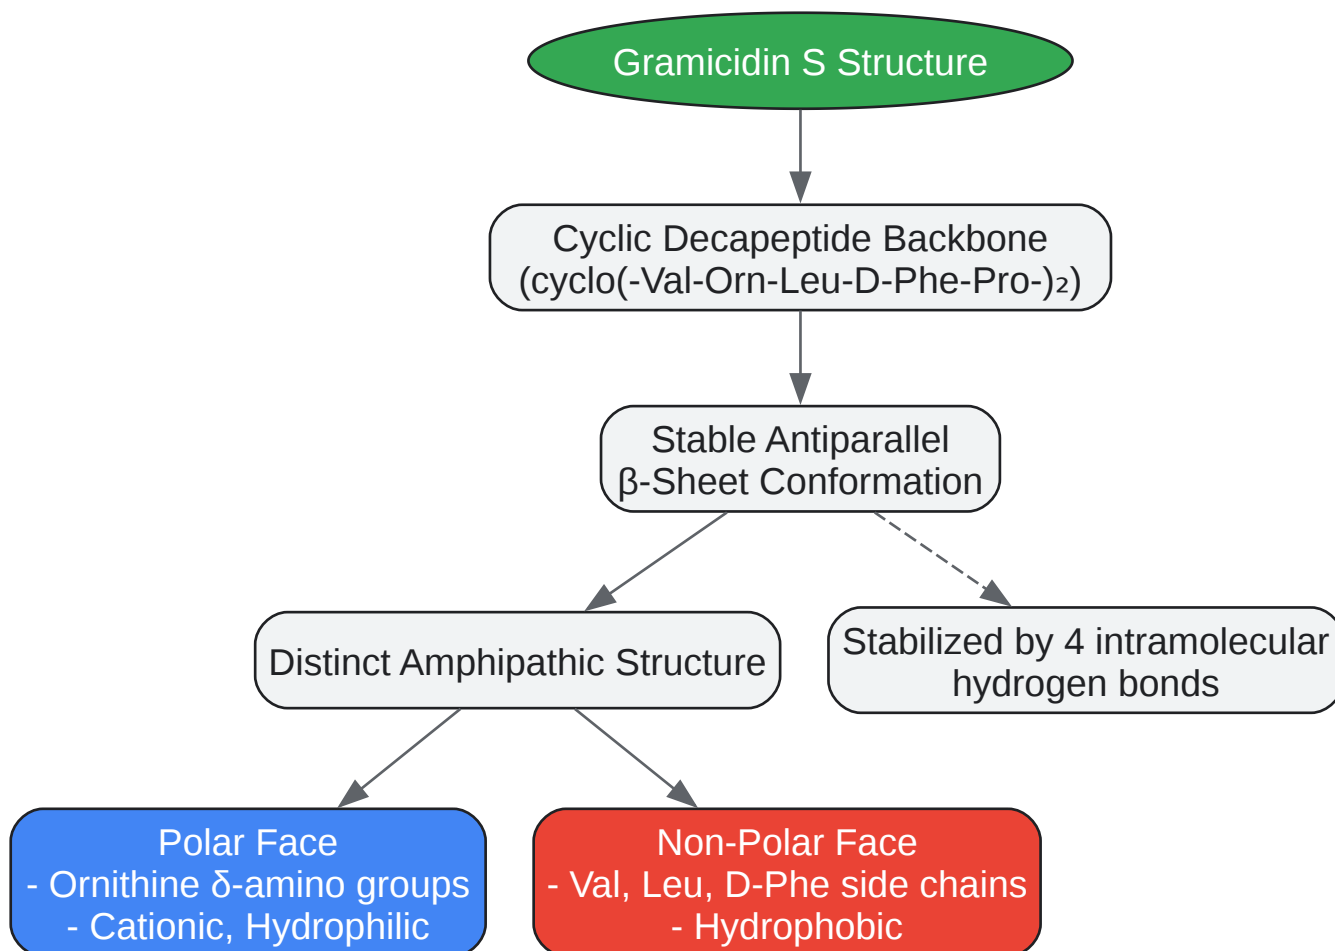 Gramicidin S Structure
Cyclic Decapeptide Backbone
(cyclo(-Val-Orn-Leu-D-Phe-Pro-)₂)
Stable Antiparallel
β-Sheet Conformation
Distinct Amphipathic Structure
Stabilized by 4 intramolecular
hydrogen bonds
Polar Face
- Ornithine δ-amino groups
- Cationic, Hydrophilic
Non-Polar Face
- Val, Leu, D-Phe side chains
- Hydrophobic